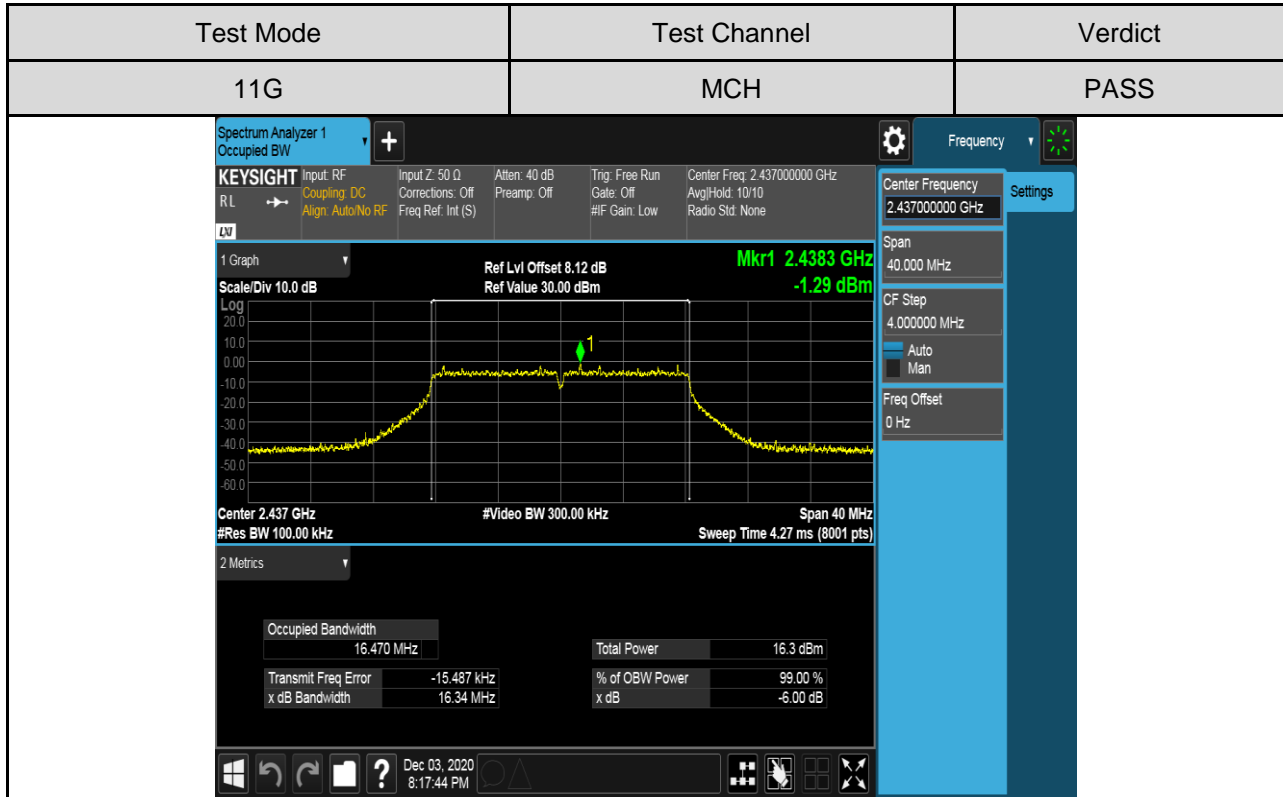 Test Mode Test Channel Verdict
11G MCH PASS
Spectrum Analyzer 1
Occupied BW
+
Frequency
KEYSIGHT
RL
LXI
Input: RF
Coupling: DC
Align: Auto/No RF
Input Z: 50 Ω
Corrections: Off
Freq Ref: Int (S)
Atten: 40 dB
Preamp: Off
Trig: Free Run
Gate: Off
#IF Gain: Low
Center Freq: 2.437000000 GHz
Avg|Hold: 10/10
Radio Std: None
Center Frequency
2.437000000 GHz
Settings
Span
40.000 MHz
CF Step
4.000000 MHz
Auto
Man
Freq Offset
0 Hz
1 Graph
Scale/Div 10.0 dB
Ref Lvl Offset 8.12 dB
Ref Value 30.00 dBm
Mkr1 2.4383 GHz
-1.29 dBm
Log
20.0
10.0
0.00
-10.0
-20.0
-30.0
-40.0
-50.0
-60.0
1
Center 2.437 GHz
#Res BW 100.00 kHz
#Video BW 300.00 kHz
Span 40 MHz
Sweep Time 4.27 ms (8001 pts)
2 Metrics
Occupied Bandwidth
16.470 MHz
Total Power 16.3 dBm
Transmit Freq Error -15.487 kHz
% of OBW Power 99.00 %
x dB Bandwidth 16.34 MHz
x dB -6.00 dB
?
Dec 03, 2020
8:17:44 PM